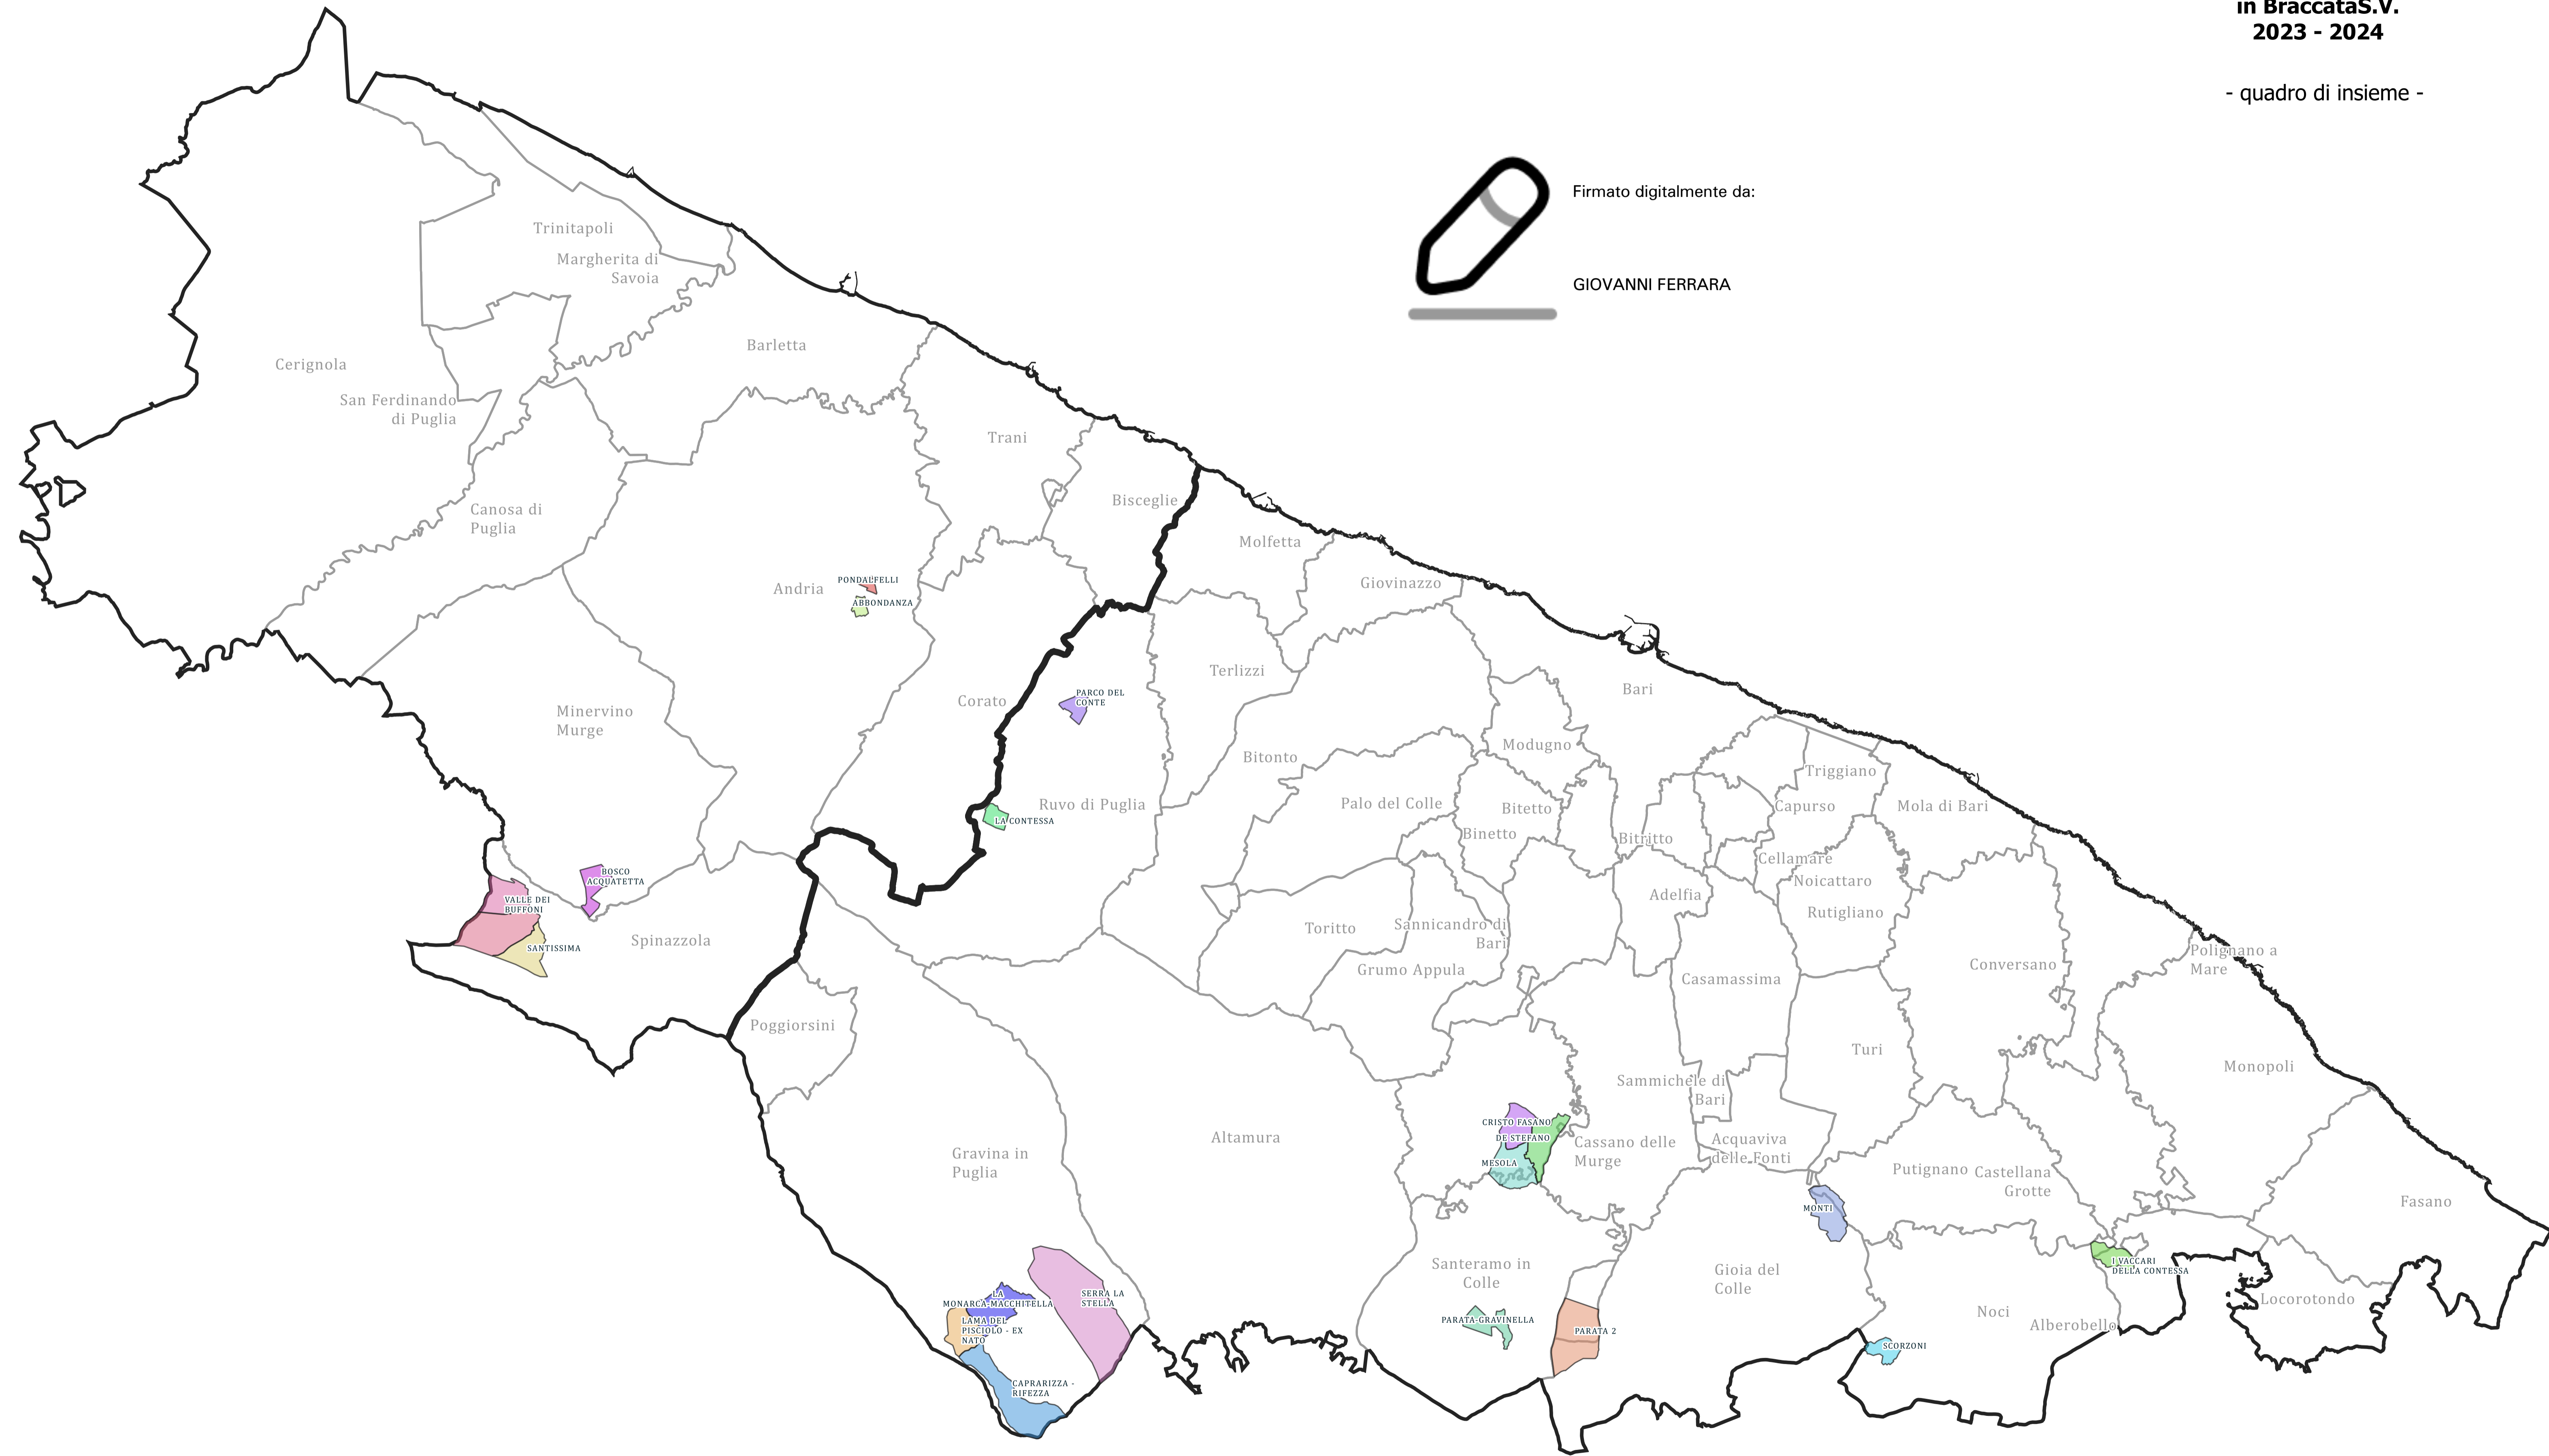 in BraccataS.V.
2023 - 2024
- quadro di insieme -
Firmato digitalmente da:
GIOVANNI FERRARA
Trinitapoli
Margherita di
Savoia
Barletta
Cerignola
San Ferdinando
di Puglia
Trani
Bisceglie
Canosa di
Puglia
Molfetta
Giovinazzo
Andria
PONDALFELLI
ABBONDANZA
Terlizzi
Bari
Corato
PARCO DEL
CONTE
Minervino
Murge
Modugno
Bitonto
Triggiano
Ruvo di Puglia
Palo del Colle
Bitetto
Capurso
Mola di Bari
LA CONTESSA
Binetto
Bitritto
Cellamare
BOSCO
ACQUATETTA
Noicattaro
Adelfia
VALLE DEI
BUFFONI
Rutigliano
Toritto
Sannicandro di
Bari
Spinazzola
SANTISSIMA
Polignano a
Mare
Grumo Appula
Conversano
Casamassima
Poggiorsini
Turi
Monopoli
Sammichele di
Bari
CRISTO FASANO
DE STEFANO
Altamura
Cassano delle
Murge
Acquaviva
delle Fonti
MESOLA
Gravina in
Puglia
Putignano
Castellana
Grotte
Fasano
MONTI
Santeramo in
Colle
Gioia del
Colle
I VACCARI
DELLA CONTESSA
LA
MONARCA-MACCHITELLA
SERRA LA
STELLA
Locorotondo
Noci
LAMA DEL
PISCIOLO - EX
NATO
PARATA-GRAVINELLA
PARATA 2
Alberobello
SCORZONI
CAPRARIZZA -
RIFEZZA